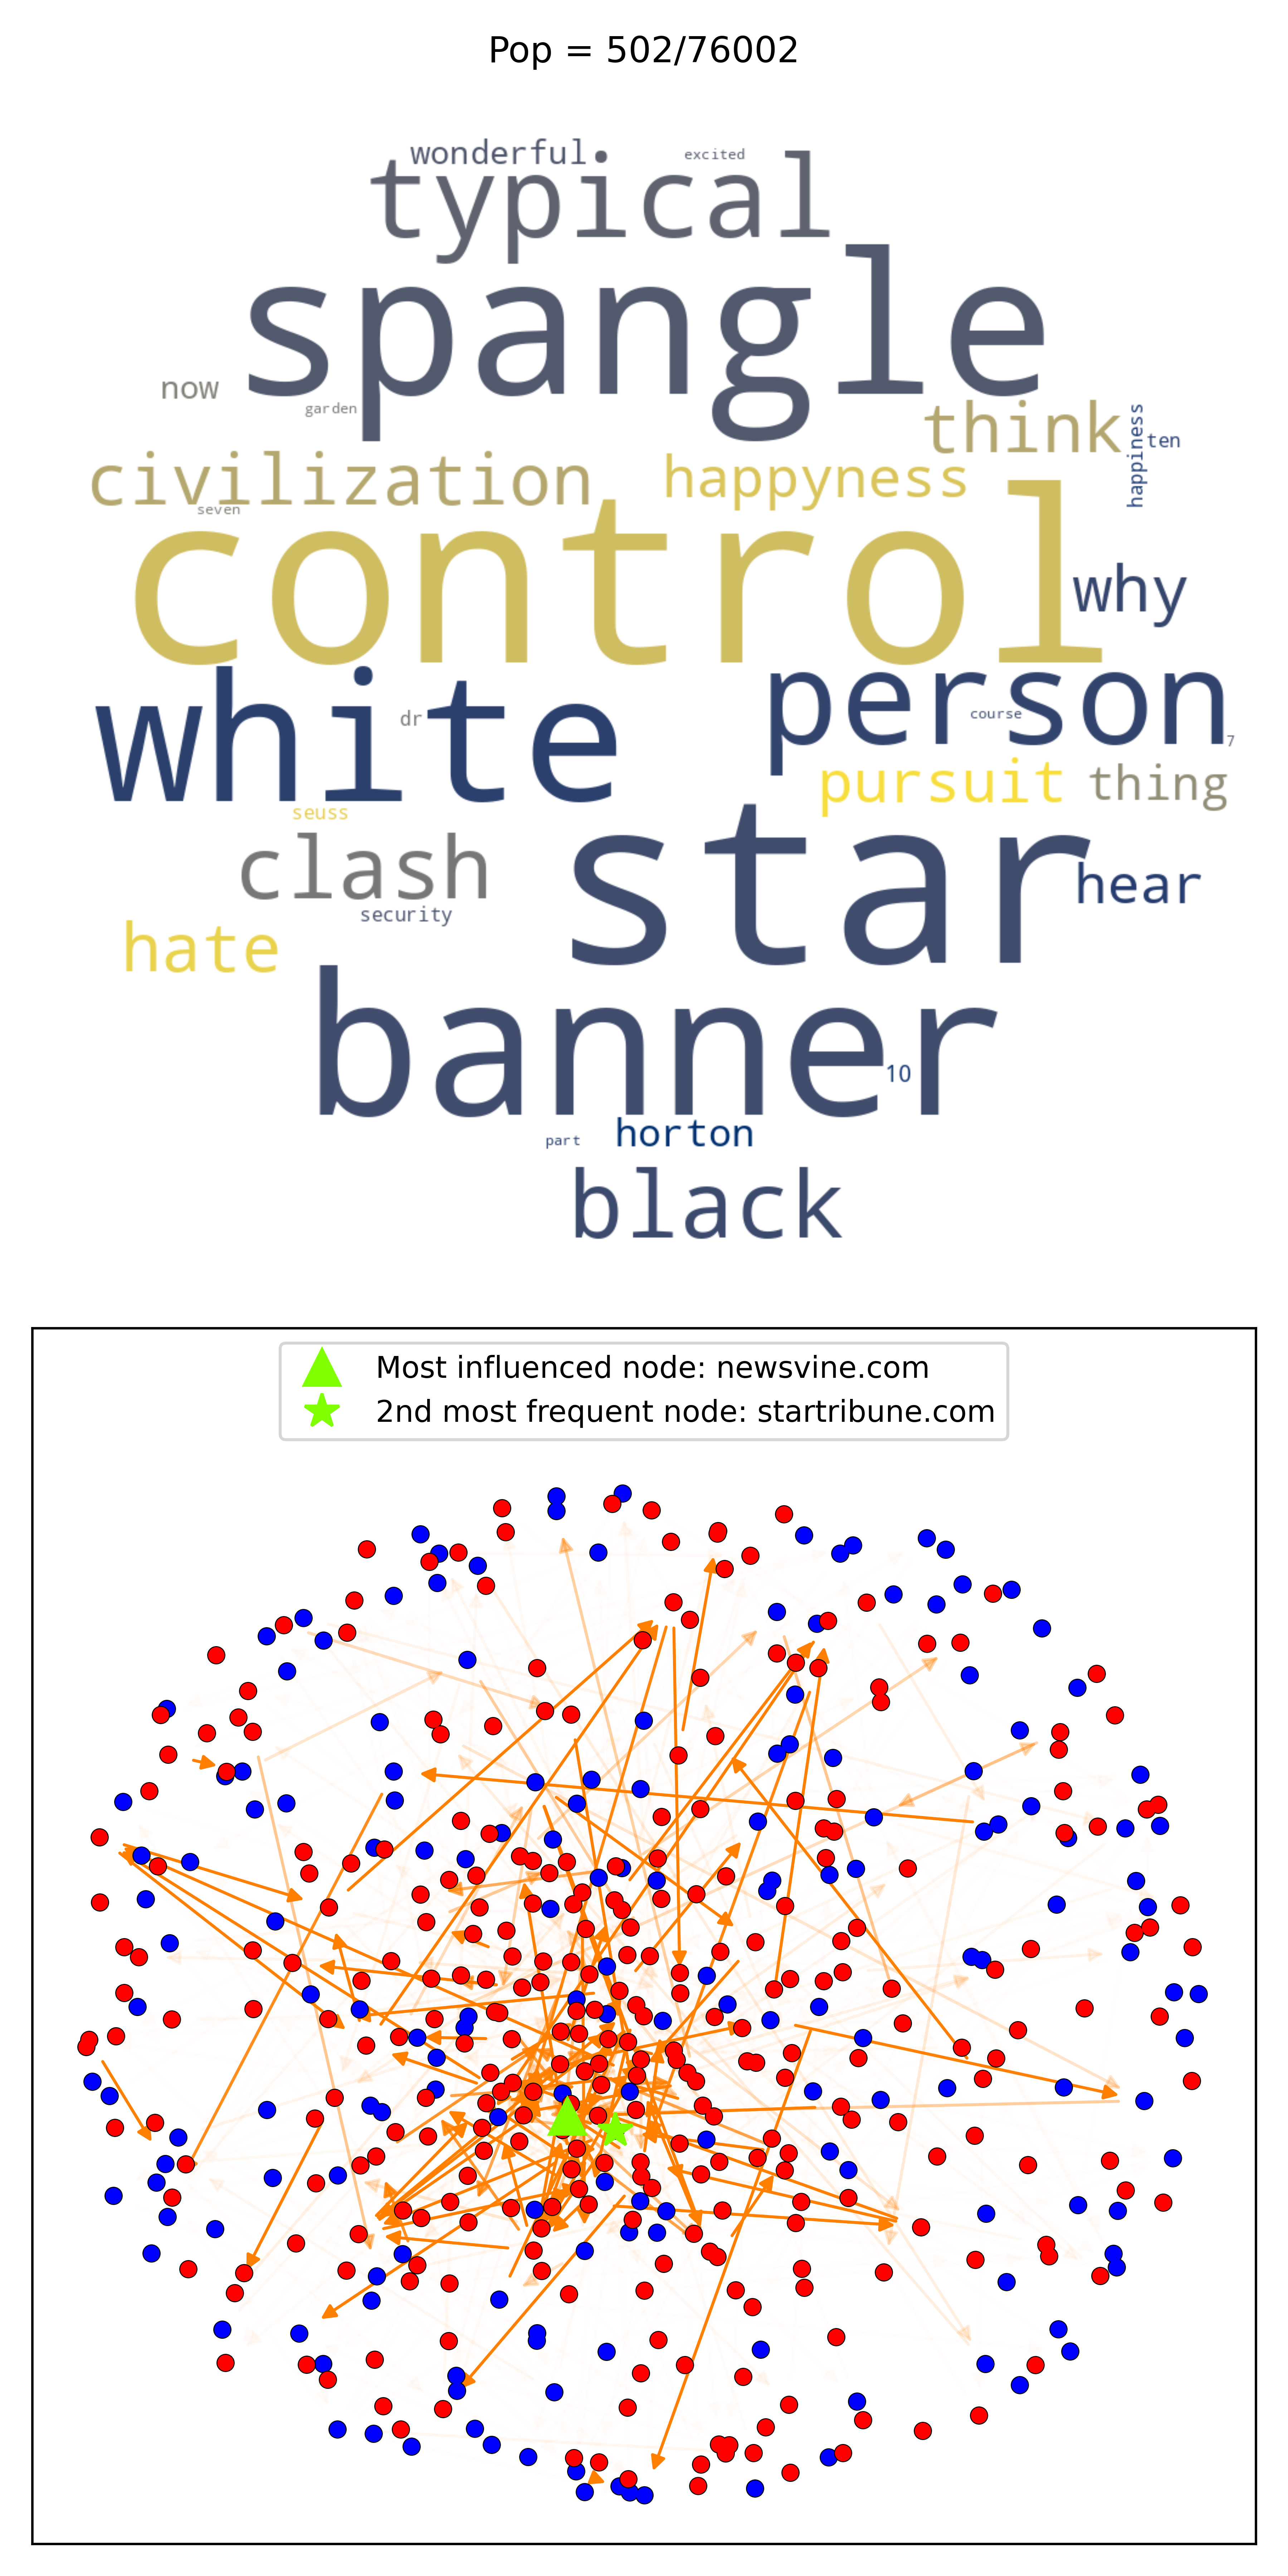 Pop = 502/76002
wonderful
excited
typical
spangle
now
garden
think
happiness
ten
civilization
happyness
seven
control
why
white
dr
person
course
7
pursuit
thing
seuss
clash
star
hear
security
hate
banner
10
part
horton
black
Most influenced node: newsvine.com
2nd most frequent node: startribune.com